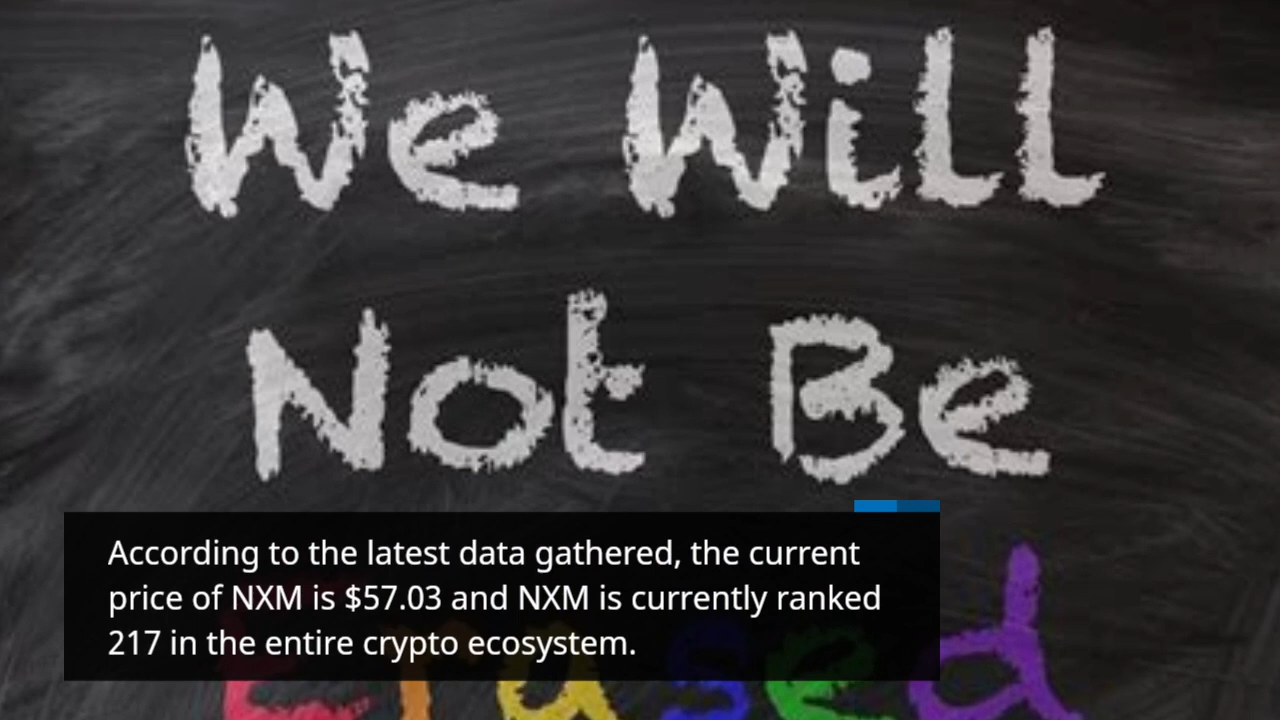 We Will
Not Be
Erased
According to the latest data gathered, the current
price of NXM is $57.03 and NXM is currently ranked
217 in the entire crypto ecosystem.